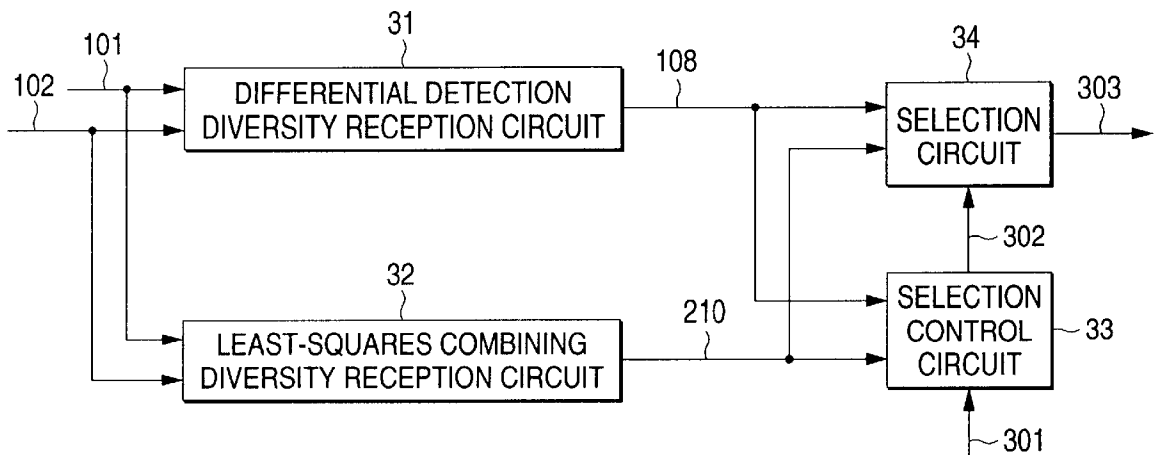 31
34
101
102
108
303
DIFFERENTIAL DETECTION
DIVERSITY RECEPTION CIRCUIT
SELECTION
CIRCUIT
302
32
210
LEAST-SQUARES COMBINING
DIVERSITY RECEPTION CIRCUIT
SELECTION
CONTROL
CIRCUIT
33
301